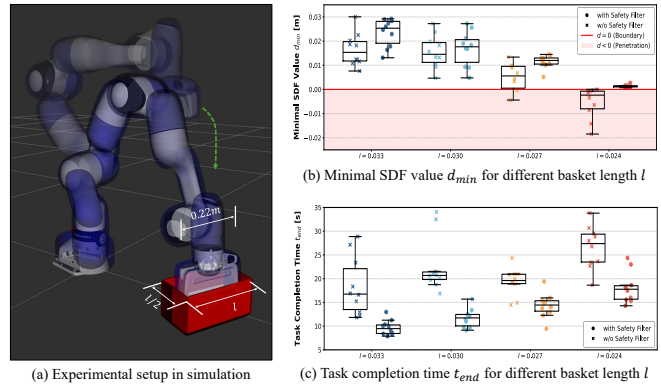 0.22m
l/2
l
(a) Experimental setup in simulation
Minimal SDF Value d_min [m]
0.03
0.02
0.01
0.00
−0.01
−0.02
with Safety Filter
w/o Safety Filter
d = 0 (Boundary)
d < 0 (Penetration)
l = 0.033
l = 0.030
l = 0.027
l = 0.024
(b) Minimal SDF value d_min for different basket length l
Task Completion Time t_end [s]
35
30
25
20
15
10
5
with Safety Filter
w/o Safety Filter
l = 0.033
l = 0.030
l = 0.027
l = 0.024
(c) Task completion time t_end for different basket length l